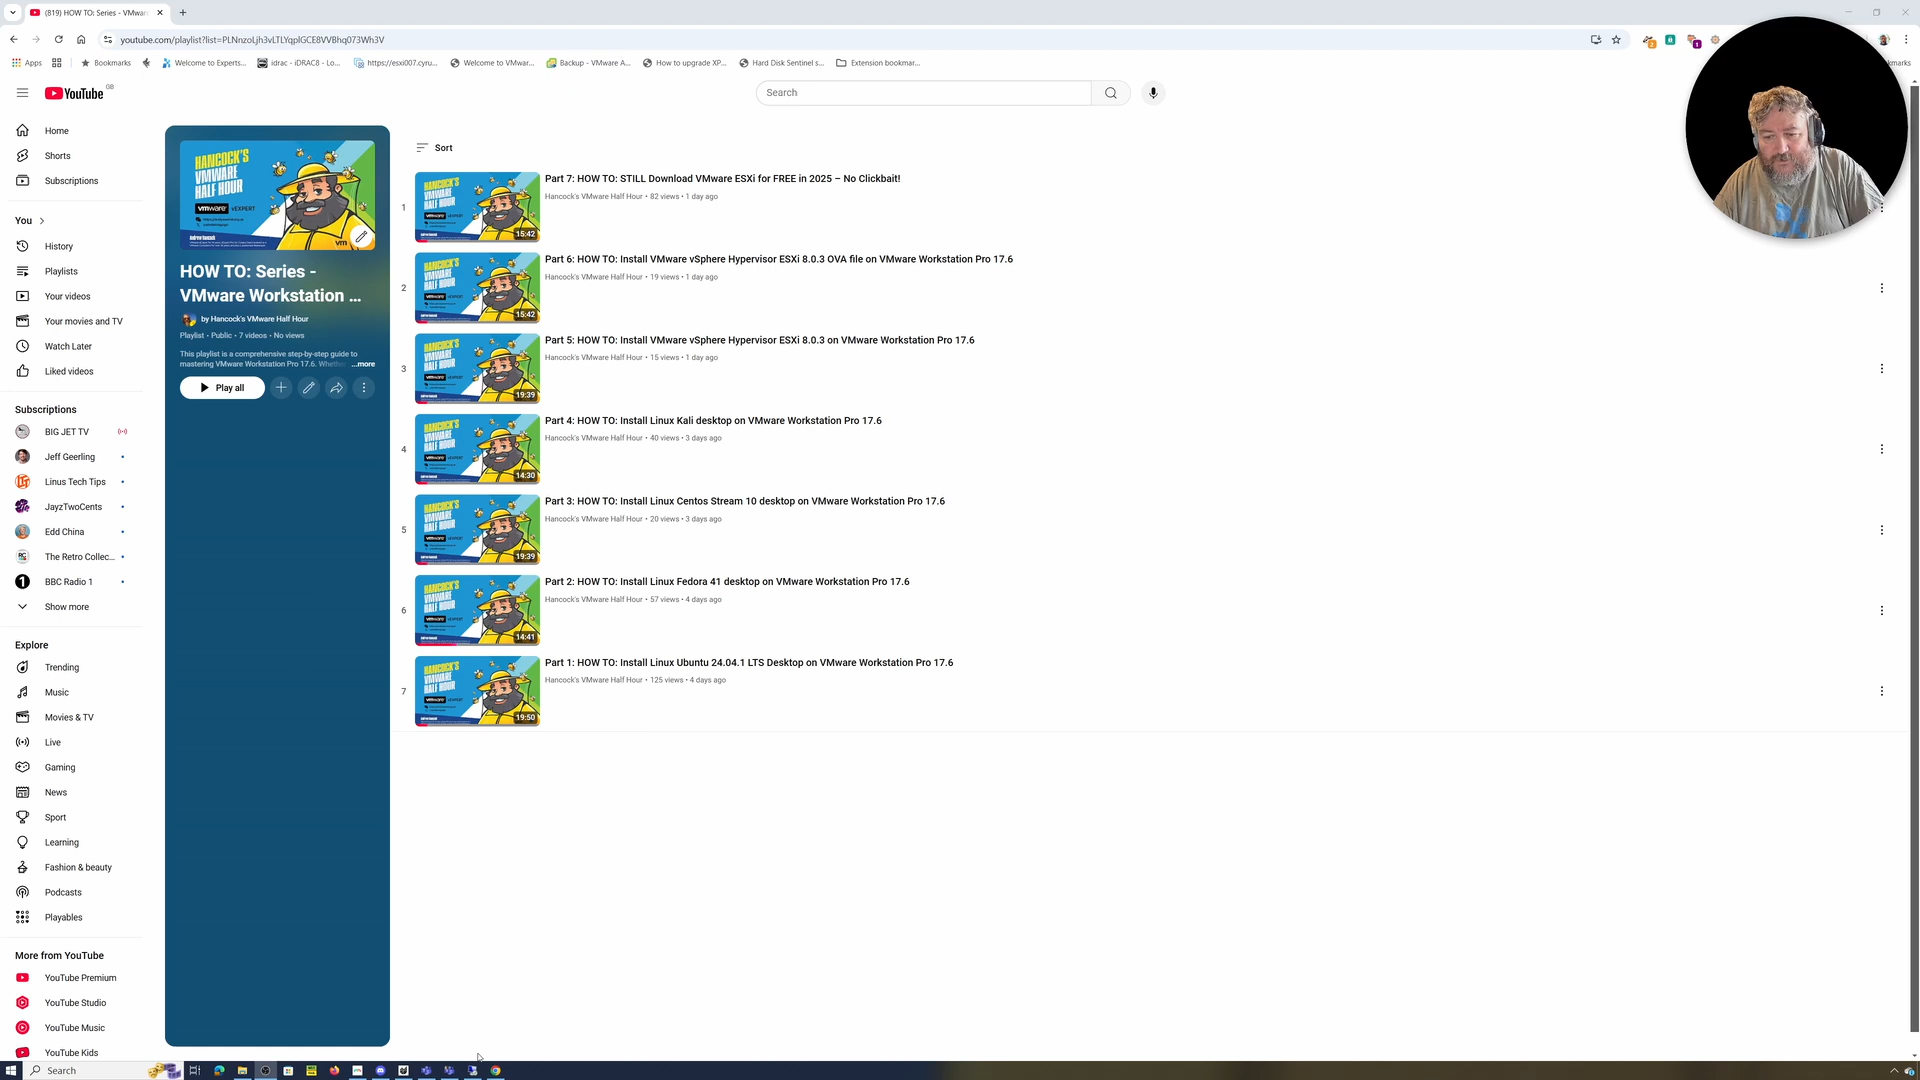 (819) HOW TO: Series - VMwar
youtube.com/playlist?list=PLNnzoLjh3vLTLYqplGCE8VVBhq073Wh3V
Apps
Bookmarks
Welcome to Experts...
idrac - iDRAC8 - Lo...
https://esxi007.cyru...
Welcome to VMwar...
Backup - VMware A...
How to upgrade XP...
Hard Disk Sentinel s...
Extension bookmar...
YouTube GB
Search
Home
Shorts
Subscriptions
You
History
Playlists
Your videos
Your movies and TV
Watch Later
Liked videos
Subscriptions
BIG JET TV
Jeff Geerling
Linus Tech Tips
JayzTwoCents
Edd China
The Retro Collec...
BBC Radio 1
Show more
Explore
Trending
Music
Movies & TV
Live
Gaming
News
Sport
Learning
Fashion & beauty
Podcasts
Playables
More from YouTube
YouTube Premium
YouTube Studio
YouTube Music
YouTube Kids
HANCOCK'S
VMWARE
HALF HOUR
vmware vEXPERT
HOW TO: Series -
VMware Workstation ...
by Hancock's VMware Half Hour
Playlist • Public • 7 videos • No views
This playlist is a comprehensive step-by-step guide to
mastering VMware Workstation Pro 17.6. Whether ...more
Play all
Sort
1
15:42
Part 7: HOW TO: STILL Download VMware ESXi for FREE in 2025 – No Clickbait!
Hancock's VMware Half Hour • 82 views • 1 day ago
2
15:42
Part 6: HOW TO: Install VMware vSphere Hypervisor ESXi 8.0.3 OVA file on VMware Workstation Pro 17.6
Hancock's VMware Half Hour • 19 views • 1 day ago
3
19:39
Part 5: HOW TO: Install VMware vSphere Hypervisor ESXi 8.0.3 on VMware Workstation Pro 17.6
Hancock's VMware Half Hour • 15 views • 1 day ago
4
14:30
Part 4: HOW TO: Install Linux Kali desktop on VMware Workstation Pro 17.6
Hancock's VMware Half Hour • 40 views • 3 days ago
5
19:39
Part 3: HOW TO: Install Linux Centos Stream 10 desktop on VMware Workstation Pro 17.6
Hancock's VMware Half Hour • 20 views • 3 days ago
6
14:41
Part 2: HOW TO: Install Linux Fedora 41 desktop on VMware Workstation Pro 17.6
Hancock's VMware Half Hour • 57 views • 4 days ago
7
19:50
Part 1: HOW TO: Install Linux Ubuntu 24.04.1 LTS Desktop on VMware Workstation Pro 17.6
Hancock's VMware Half Hour • 125 views • 4 days ago
Search